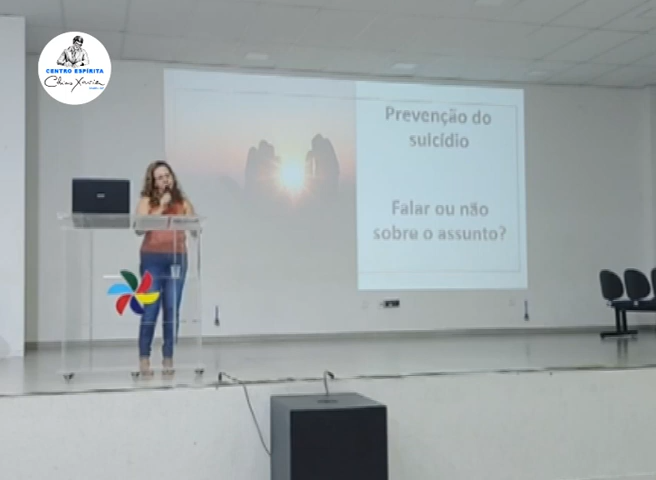 CENTRO ESPÍRITA
Chico Xavier
Prevenção do
suicídio
Falar ou não
sobre o assunto?